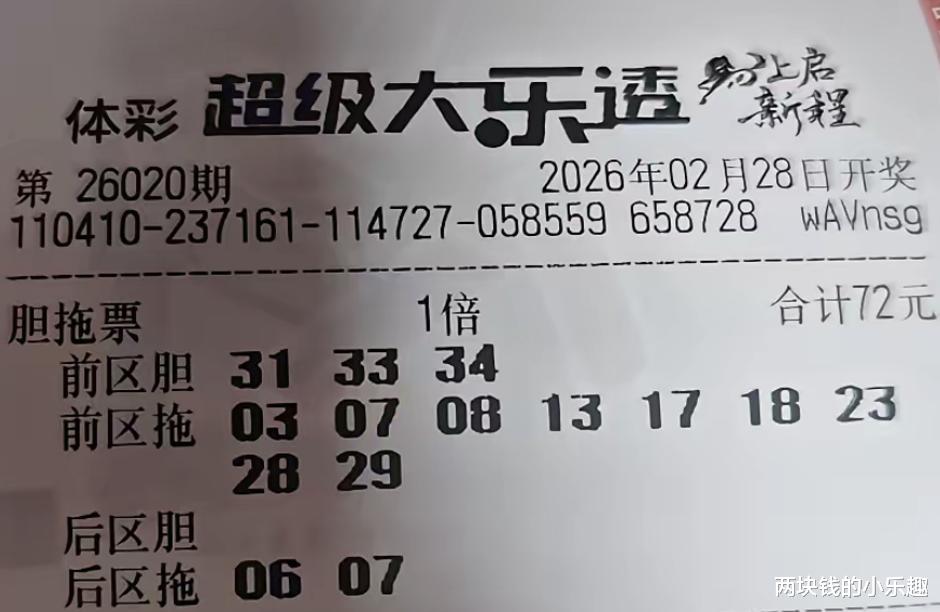 体彩 超级大乐透 马上启
新程
第 26020期 2026年02月28日开奖
110410-237161-114727-058559 658728 wAVnsg
胆拖票 1倍 合计72元
前区胆 31 33 34
前区拖 03 07 08 13 17 18 23
28 29
后区胆
后区拖 06 07
两块钱的小乐趣